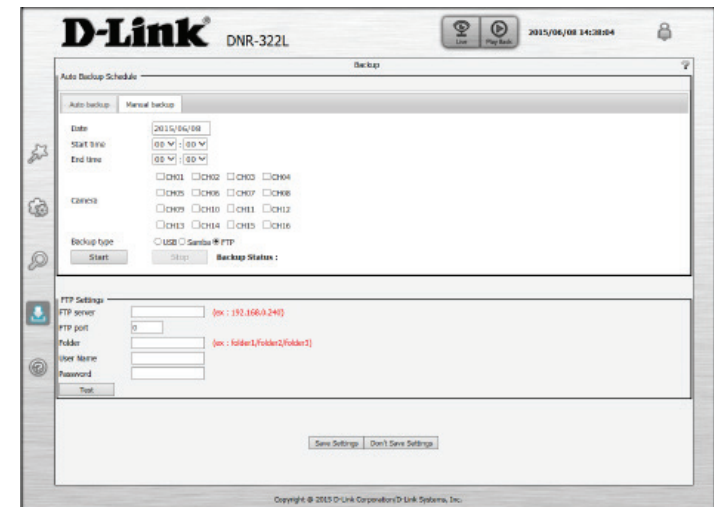 D-Link® DNR-322L
Live Play Back 2015/06/08 14:28:04
Backup ?
Auto Backup Schedule
Auto backup Manual backup
Date 2015/06/08
Start time 00 : 00
End time 00 : 00
CH01 CH02 CH03 CH04
CH05 CH06 CH07 CH08
Camera
CH09 CH10 CH11 CH12
CH13 CH14 CH15 CH16
Backup type USB Samba FTP
Start Stop Backup Status :
FTP Settings
FTP server (ex : 192.168.0.240)
FTP port 0
Folder (ex : folder1/folder2/folder3)
User Name
Password
Test
Save Settings Don't Save Settings
Copyright @ 2015 D-Link Corporation/D-Link Systems, Inc.